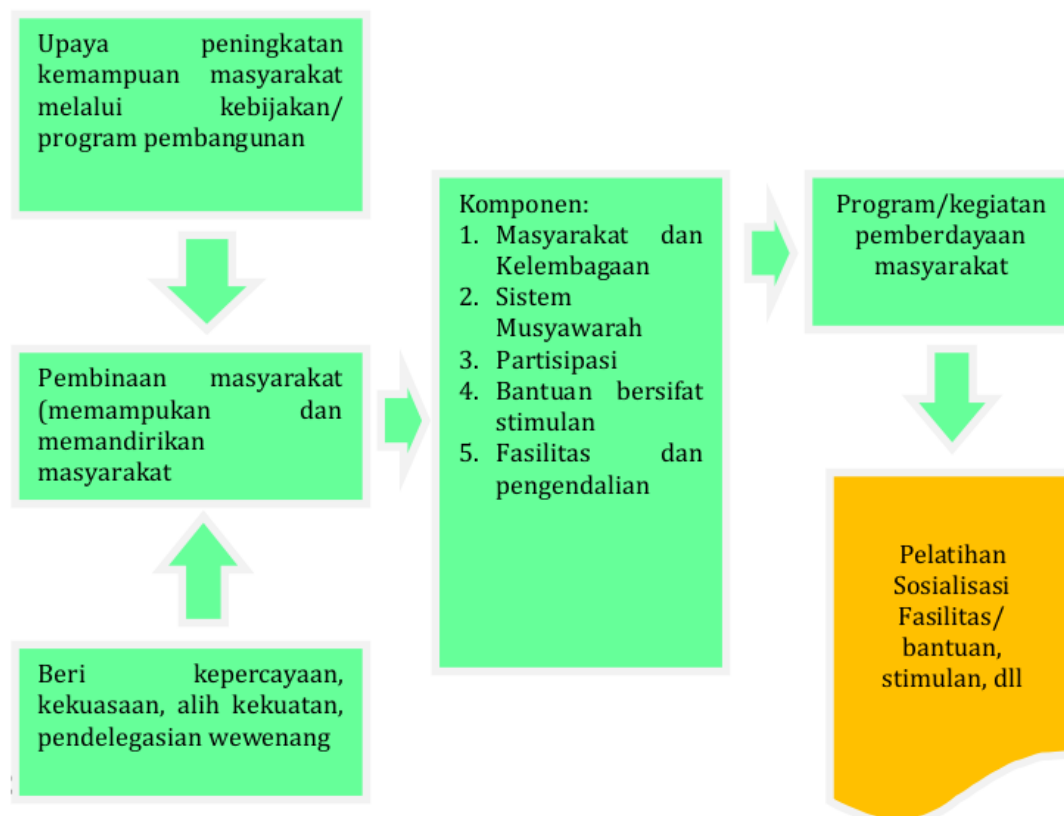 Upaya peningkatan
kemampuan masyarakat
melalui kebijakan/
program pembangunan
Pembinaan masyarakat
(memampukan dan
memandirikan
masyarakat
Beri kepercayaan,
kekuasaan, alih kekuatan,
pendelegasian wewenang
Komponen:
1. Masyarakat dan
Kelembagaan
2. Sistem
Musyawarah
3. Partisipasi
4. Bantuan bersifat
stimulan
5. Fasilitas dan
pengendalian
Program/kegiatan
pemberdayaan
masyarakat
Pelatihan
Sosialisasi
Fasilitas/
bantuan,
stimulan, dll